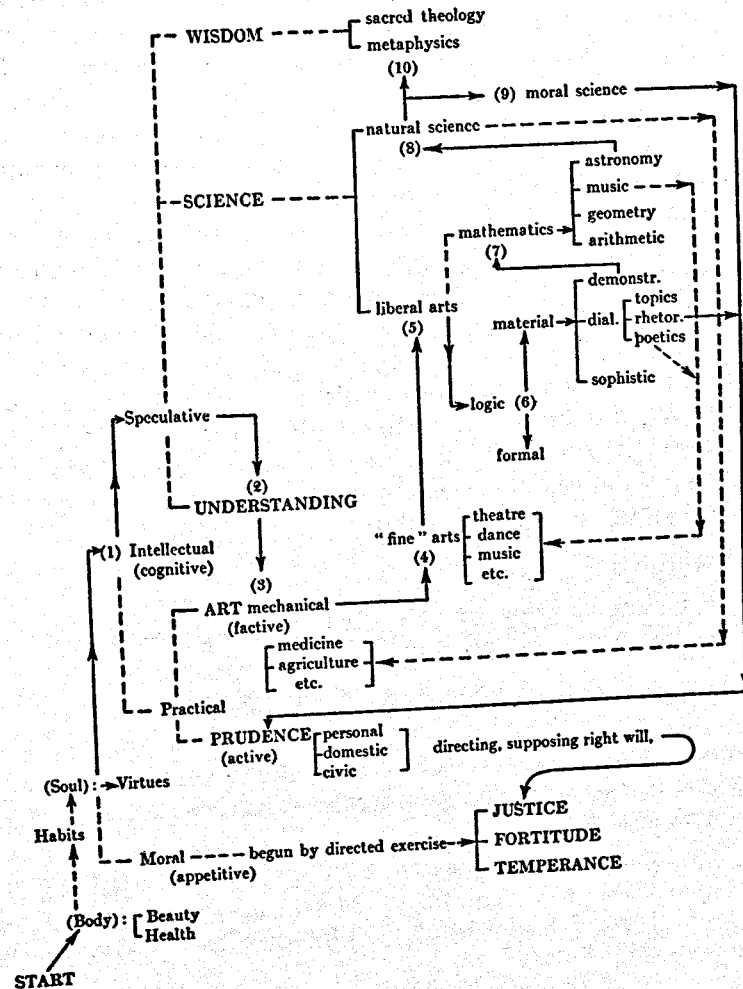 sacred theology
WISDOM
metaphysics
(10)
(9) moral science
natural science
(8)
astronomy
music
SCIENCE
geometry
mathematics
arithmetic
(7)
demonstr.
topics
liberal arts
material
dial.
rhetor.
(5)
poetics
sophistic
logic (6)
Speculative
formal
(2)
UNDERSTANDING
theatre
"fine" arts
dance
(1) Intellectual
(4)
music
(cognitive)
etc.
(3)
ART mechanical
(factive)
medicine
agriculture
etc.
Practical
PRUDENCE
personal
directing, supposing right will,
(active)
domestic
civic
(Soul):
Virtues
JUSTICE
Habits
FORTITUDE
Moral
begun by directed exercise
(appetitive)
TEMPERANCE
(Body):
Beauty
Health
START